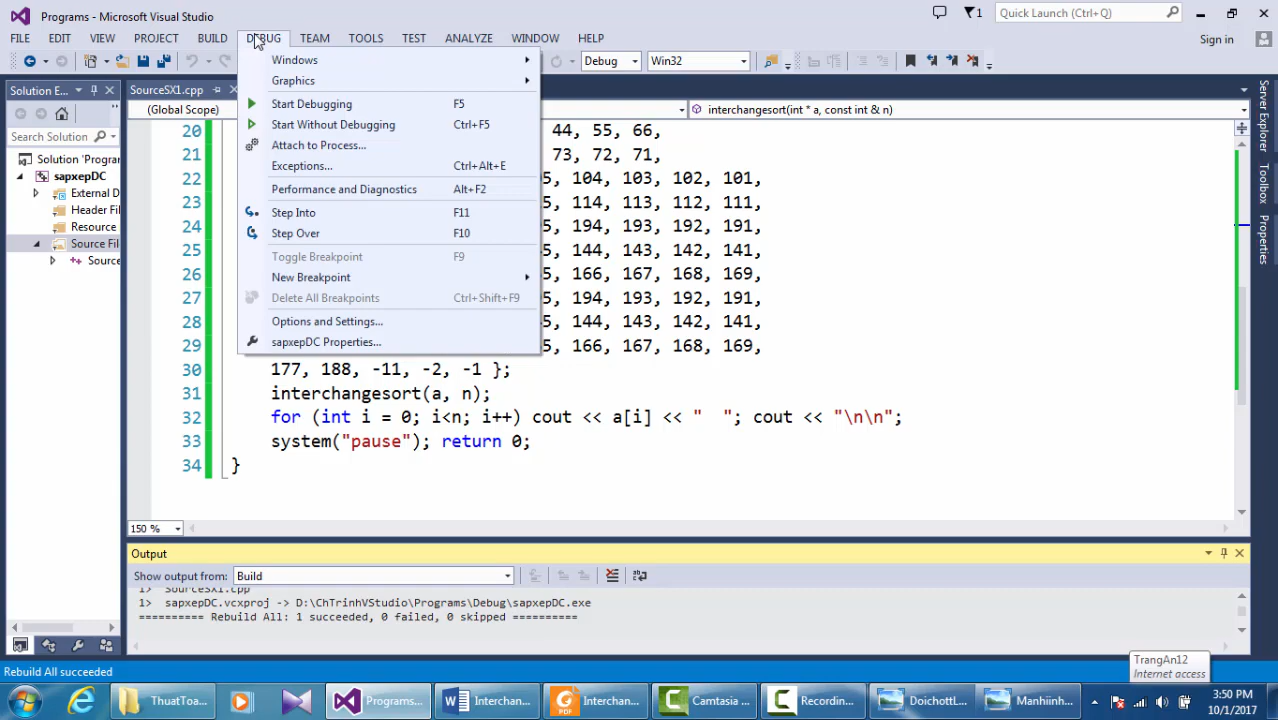 Programs - Microsoft Visual Studio
1
Quick Launch (Ctrl+Q)
FILE EDIT VIEW PROJECT BUILD DEBUG TEAM TOOLS TEST ANALYZE WINDOW HELP
Sign in
Debug
Win32
Windows
Graphics
Start Debugging F5
Start Without Debugging Ctrl+F5
Attach to Process...
Exceptions... Ctrl+Alt+E
Performance and Diagnostics Alt+F2
Step Into F11
Step Over F10
Toggle Breakpoint F9
New Breakpoint
Delete All Breakpoints Ctrl+Shift+F9
Options and Settings...
sapxepDC Properties...
Solution E...
Search Solution
Solution 'Program
sapxepDC
External D
Header Fil
Resource
Source Fil
Source
SourceSX1.cpp
(Global Scope)
interchangesort(int * a, const int & n)
20 44, 55, 66,
21 73, 72, 71,
22 5, 104, 103, 102, 101,
23 5, 114, 113, 112, 111,
24 5, 194, 193, 192, 191,
25 5, 144, 143, 142, 141,
26 5, 166, 167, 168, 169,
27 5, 194, 193, 192, 191,
28 5, 144, 143, 142, 141,
29 5, 166, 167, 168, 169,
30 177, 188, -11, -2, -1 };
31 interchangesort(a, n);
32 for (int i = 0; i<n; i++) cout << a[i] << "  "; cout << "\n\n";
33 system("pause"); return 0;
34 }
150 %
Server Explorer
Toolbox
Properties
Output
Show output from: Build
1> SourceSX1.cpp
1> sapxepDC.vcxproj -> D:\ChTrinhVStudio\Programs\Debug\sapxepDC.exe
========== Rebuild All: 1 succeeded, 0 failed, 0 skipped ==========
Rebuild All succeeded
TrangAn12
Internet access
ThuatToa...
Programs...
Interchan...
PDF
Interchan...
Camtasia ...
Recordin...
DoichotL...
Manhiinh...
3:50 PM
10/1/2017